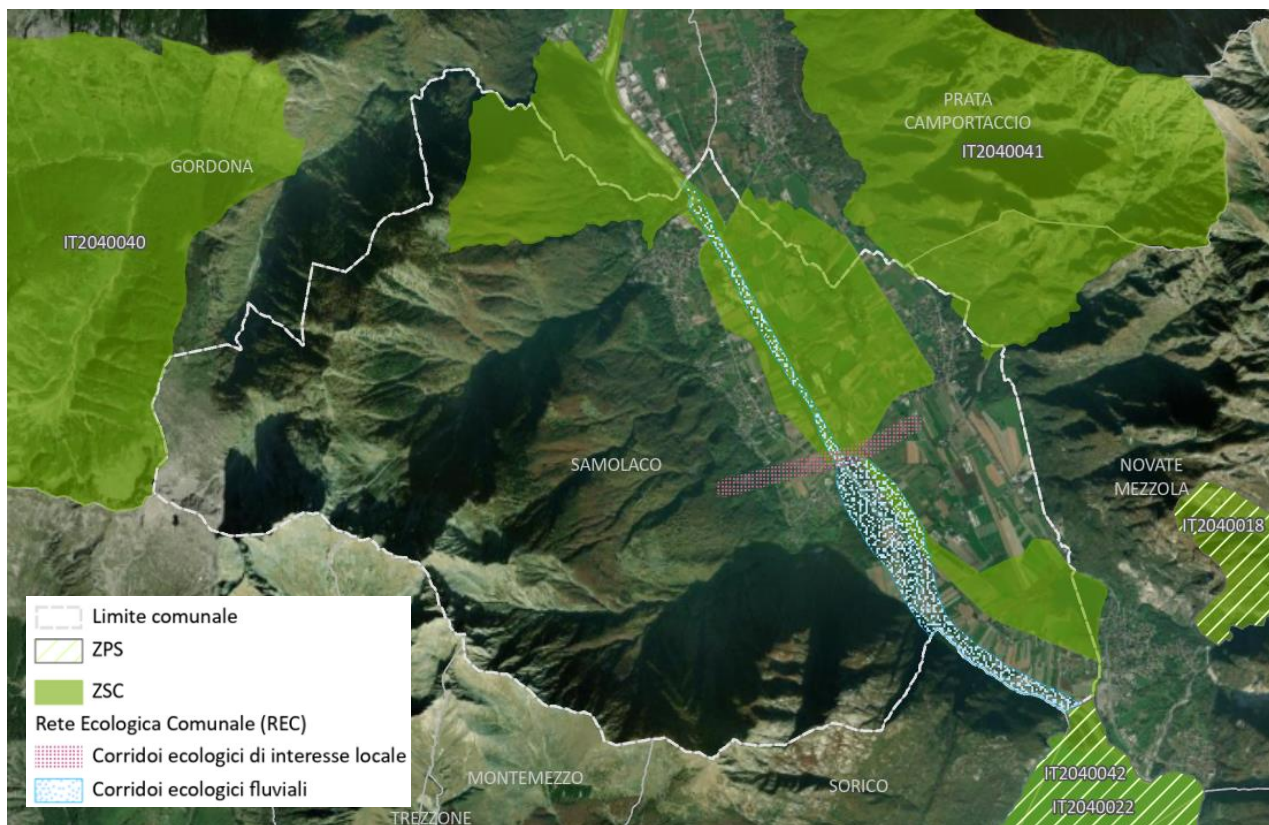 PRATA
CAMPORTACCIO
IT2040041
GORDONA
IT2040040
SAMOLACO
NOVATE
MEZZOLA
IT2040018
Limite comunale
ZPS
ZSC
Rete Ecologica Comunale (REC)
Corridoi ecologici di interesse locale
Corridoi ecologici fluviali
MONTEMEZZO
TREZZONE
SORICO
IT2040042
IT2040022